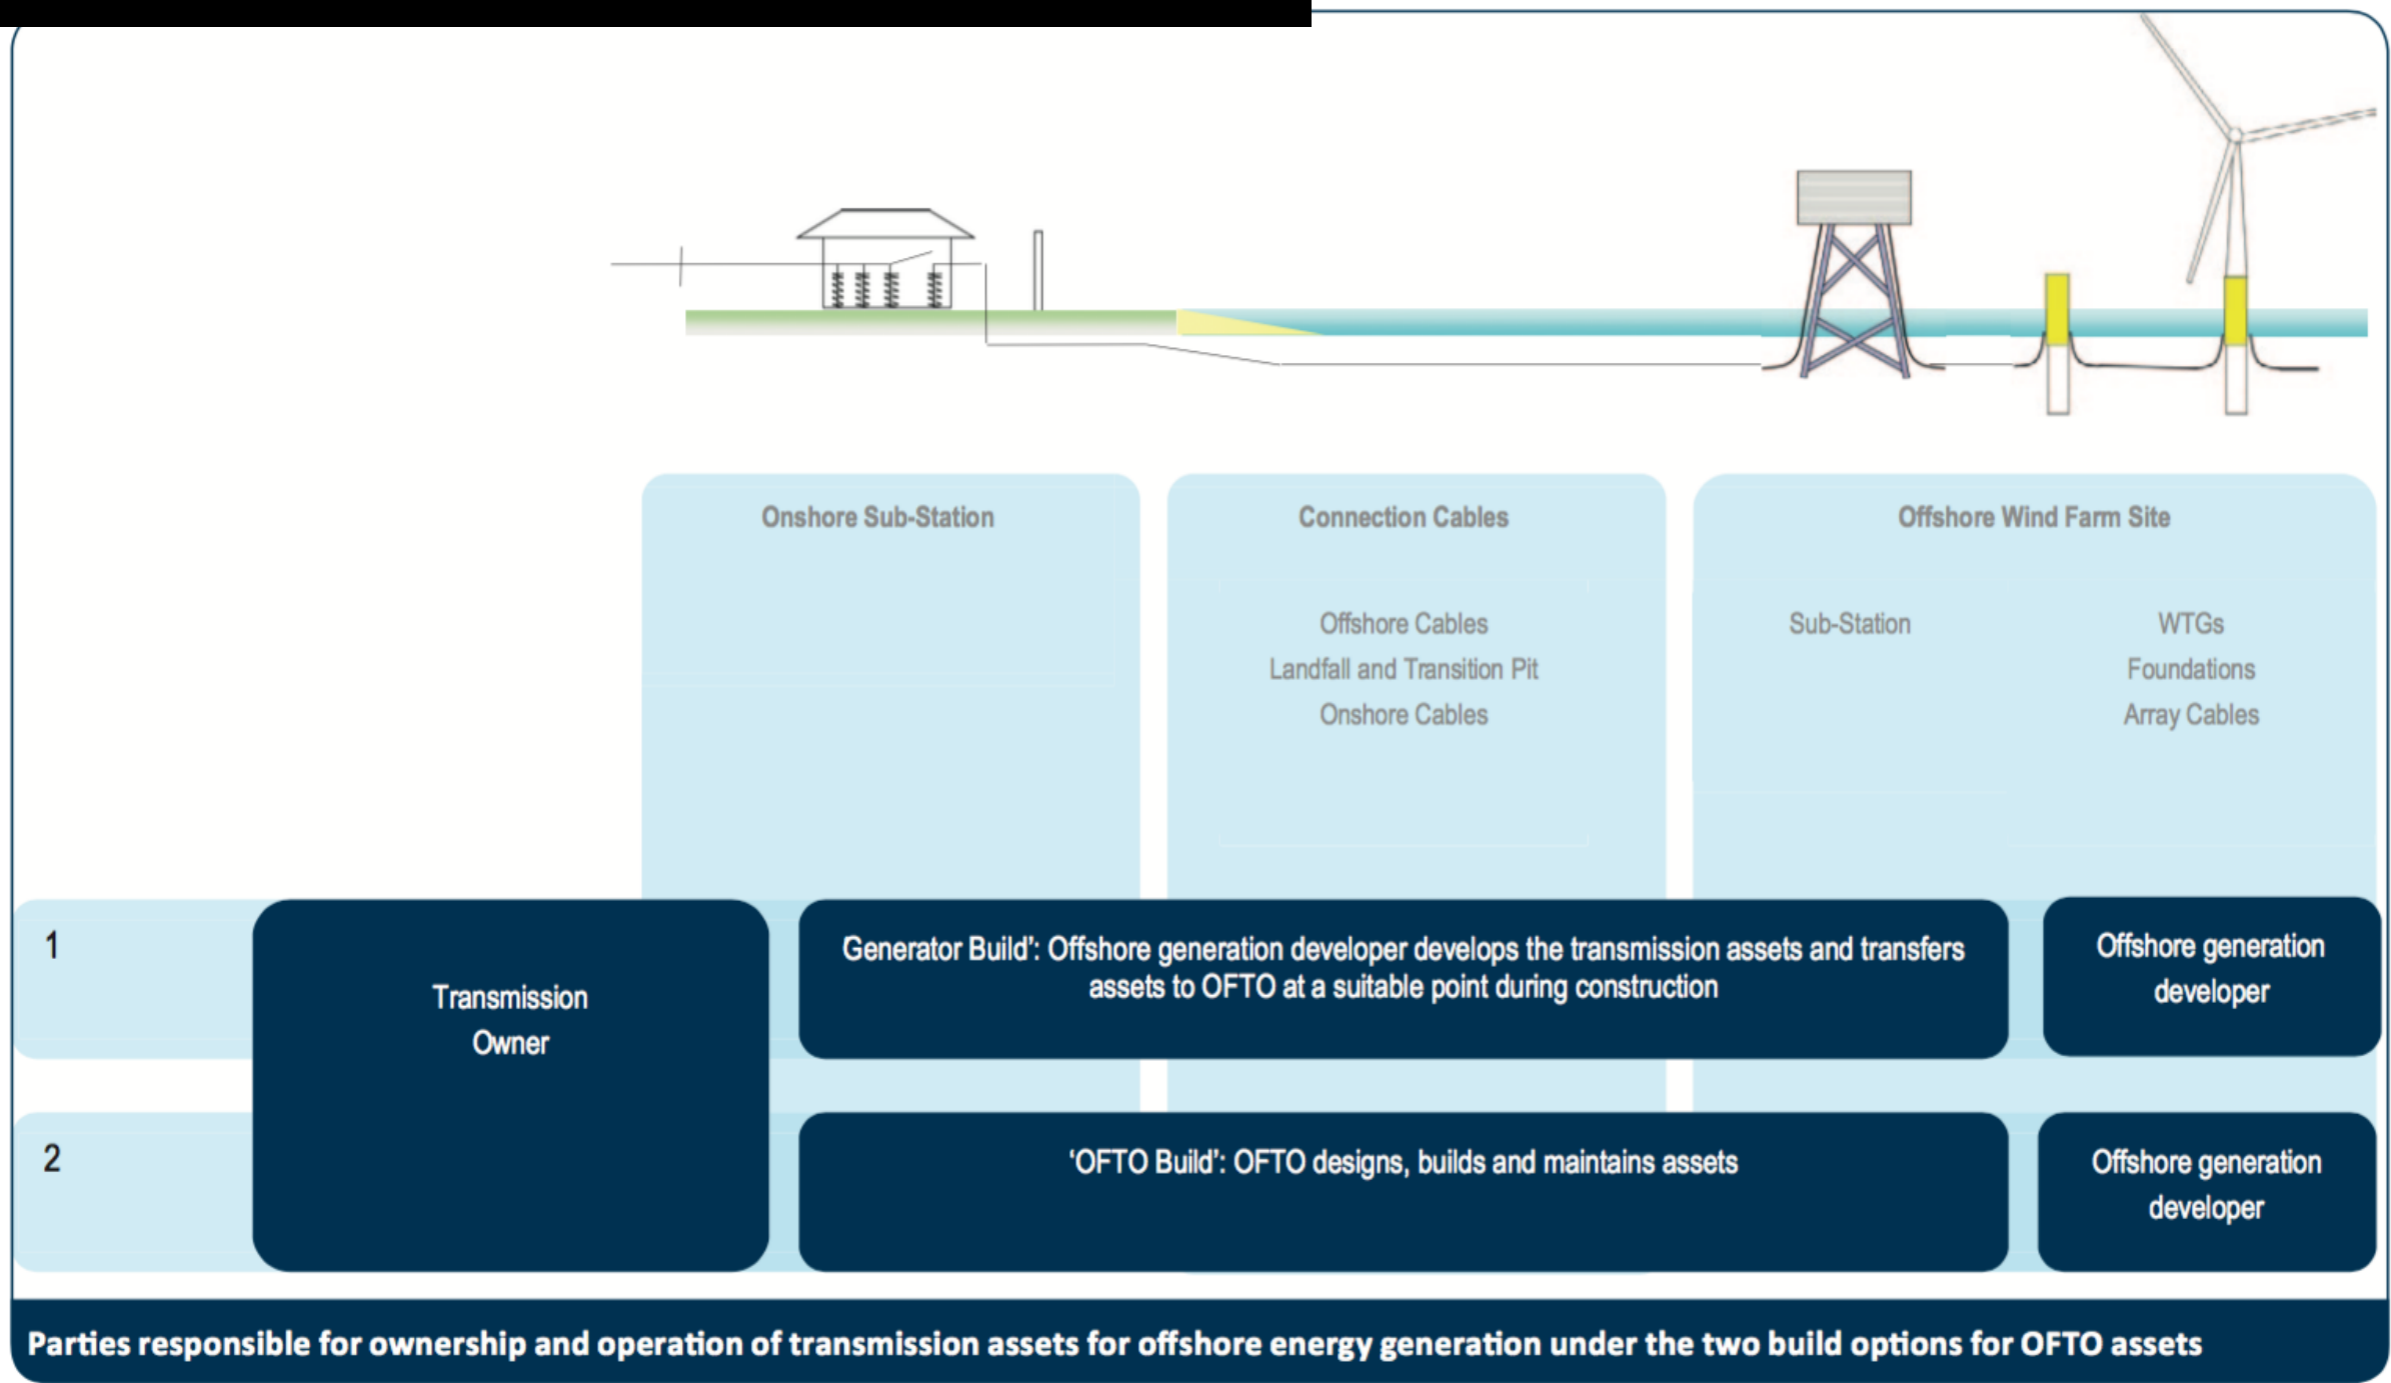 Onshore Sub-Station
Connection Cables
Offshore Wind Farm Site
Offshore Cables
Landfall and Transition Pit
Onshore Cables
Sub-Station
WTGs
Foundations
Array Cables
1
Transmission
Owner
Generator Build’: Offshore generation developer develops the transmission assets and transfers
assets to OFTO at a suitable point during construction
Offshore generation
developer
2
‘OFTO Build’: OFTO designs, builds and maintains assets
Offshore generation
developer
Parties responsible for ownership and operation of transmission assets for offshore energy generation under the two build options for OFTO assets